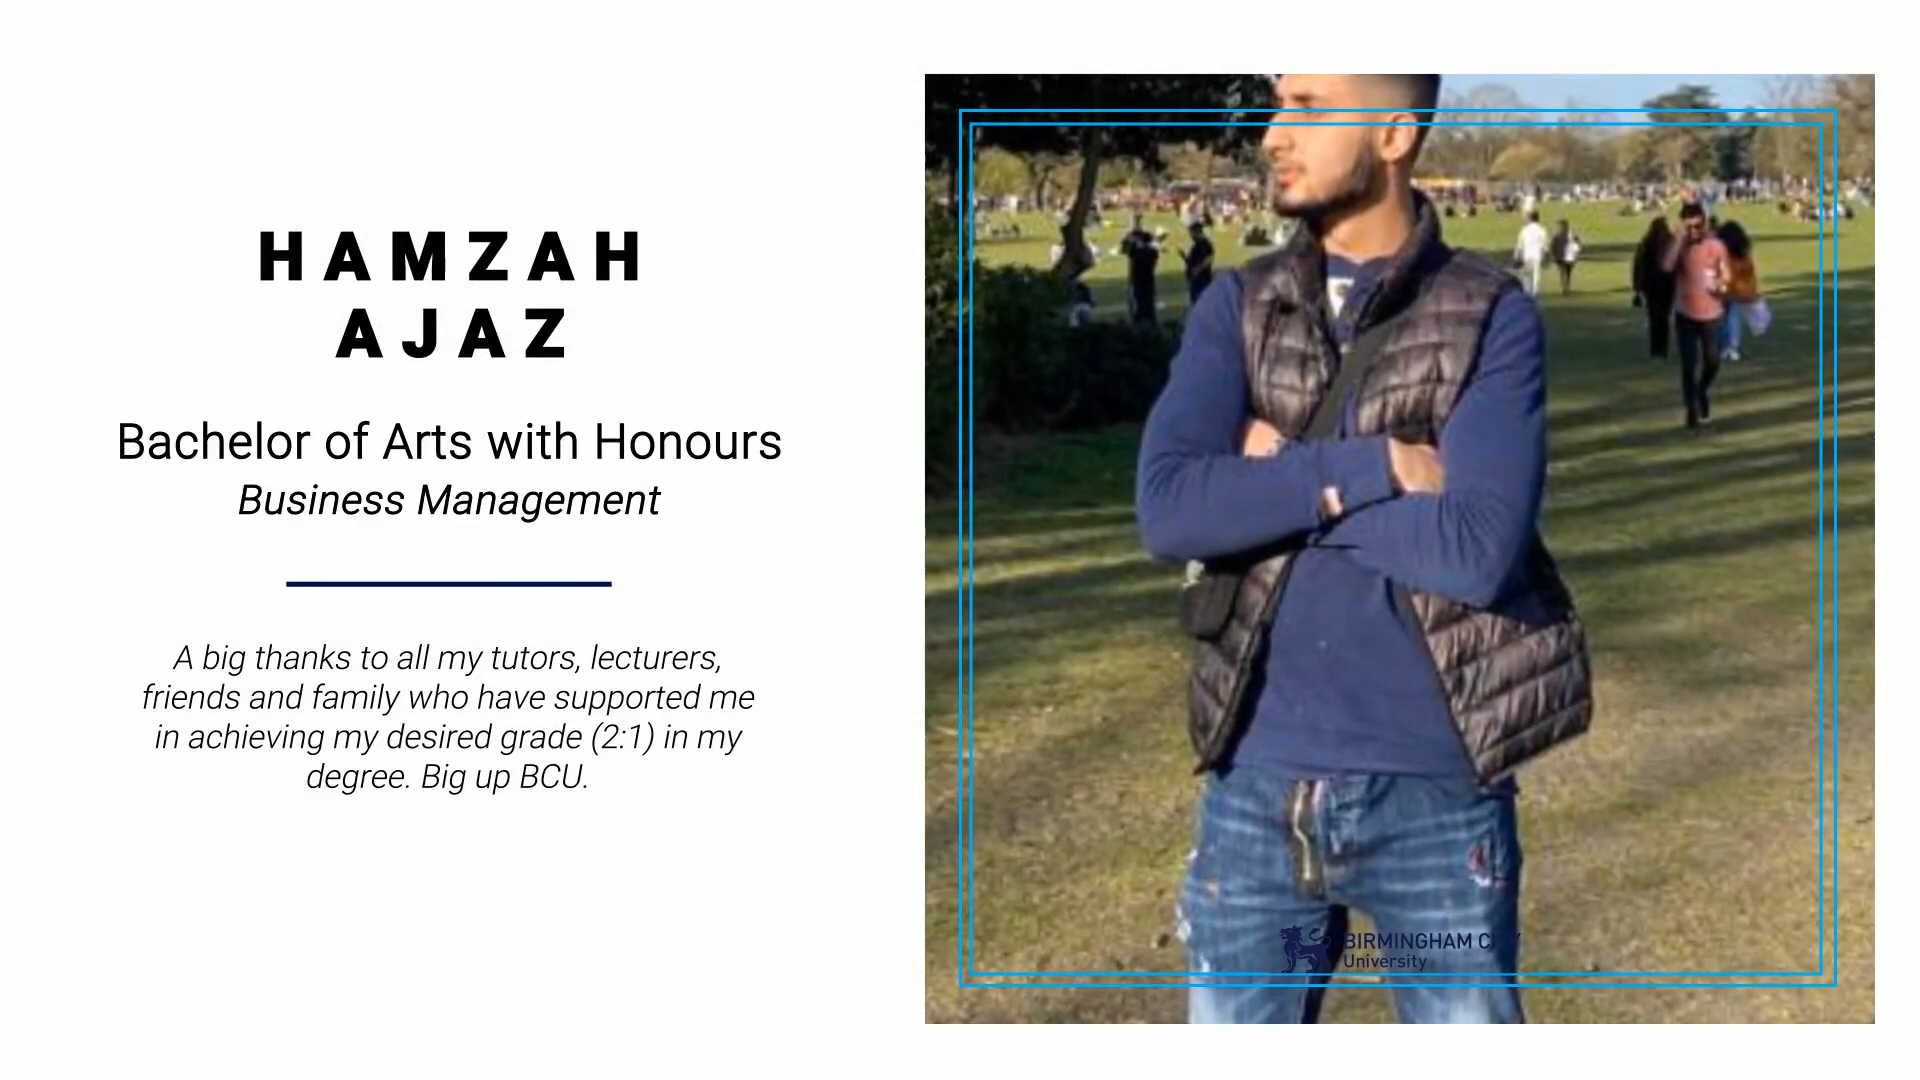 HAMZAH
AJAZ
Bachelor of Arts with Honours
Business Management
A big thanks to all my tutors, lecturers,
friends and family who have supported me
in achieving my desired grade (2:1) in my
degree. Big up BCU.
BIRMINGHAM CITY
University